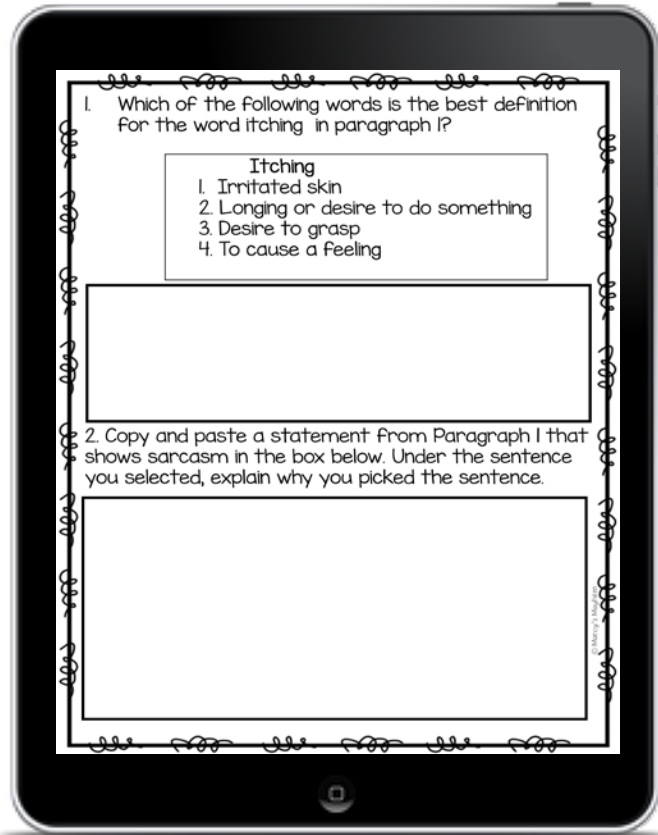 1. Which of the following words is the best definition
for the word itching in paragraph 1?
Itching
1. Irritated skin
2. Longing or desire to do something
3. Desire to grasp
4. To cause a feeling
2. Copy and paste a statement from Paragraph 1 that
shows sarcasm in the box below. Under the sentence
you selected, explain why you picked the sentence.
© Marcy's Mayhem